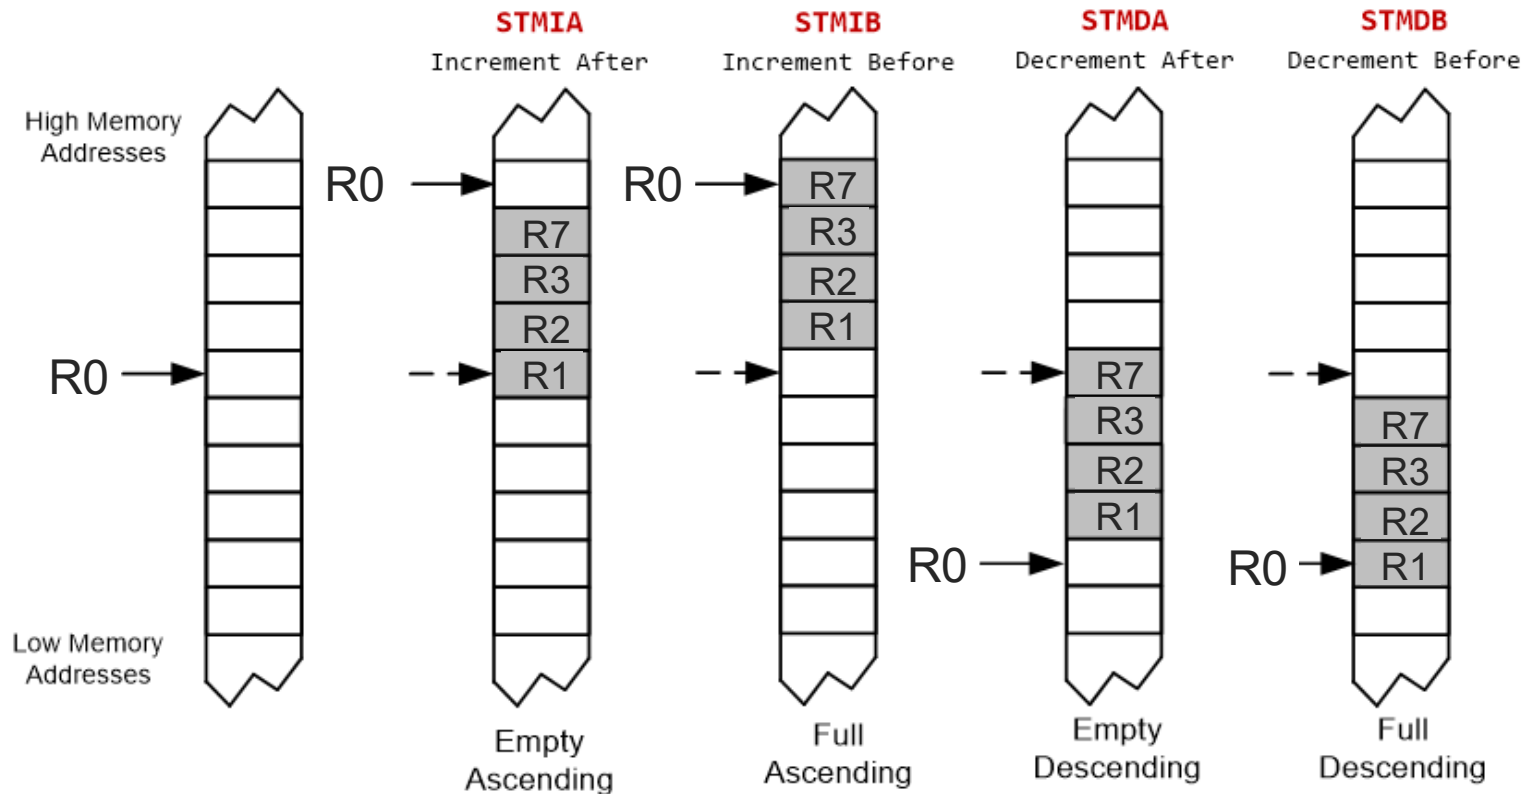 STMIA
STMIB
STMDA
STMDB
Increment After
Increment Before
Decrement After
Decrement Before
High Memory
Addresses
R0
R0
R7
R7
R3
R3
R2
R2
R1
R0
R1
R7
R3
R7
R2
R3
R1
R2
R0
R0
R1
Low Memory
Addresses
Empty
Ascending
Full
Ascending
Empty
Descending
Full
Descending